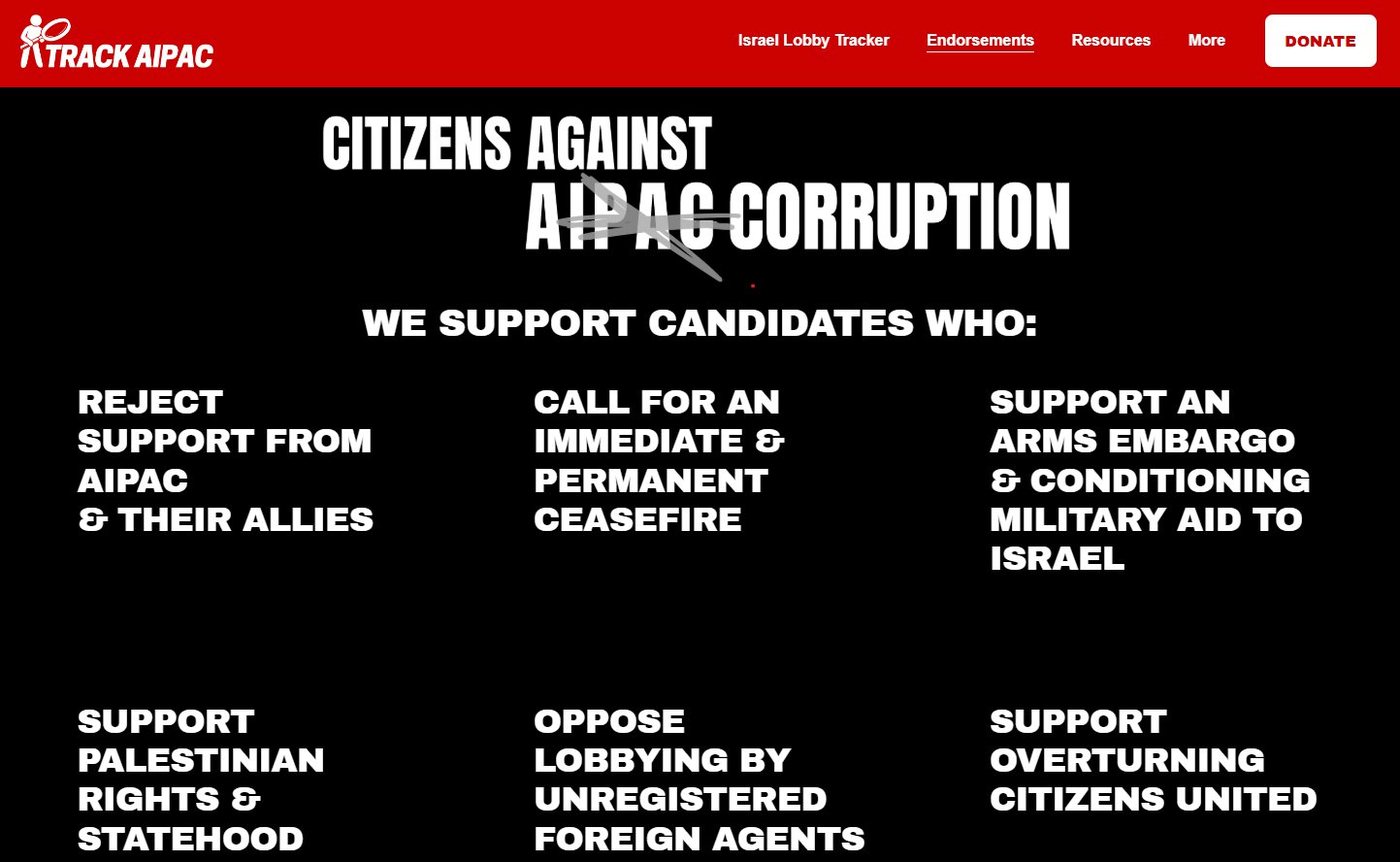 TRACK AIPAC
Israel Lobby Tracker
Endorsements
Resources
More
DONATE
CITIZENS AGAINST
AIPAC CORRUPTION
WE SUPPORT CANDIDATES WHO:
REJECT
SUPPORT FROM
AIPAC
& THEIR ALLIES
CALL FOR AN
IMMEDIATE &
PERMANENT
CEASEFIRE
SUPPORT AN
ARMS EMBARGO
& CONDITIONING
MILITARY AID TO
ISRAEL
SUPPORT
PALESTINIAN
RIGHTS &
STATEHOOD
OPPOSE
LOBBYING BY
UNREGISTERED
FOREIGN AGENTS
SUPPORT
OVERTURNING
CITIZENS UNITED